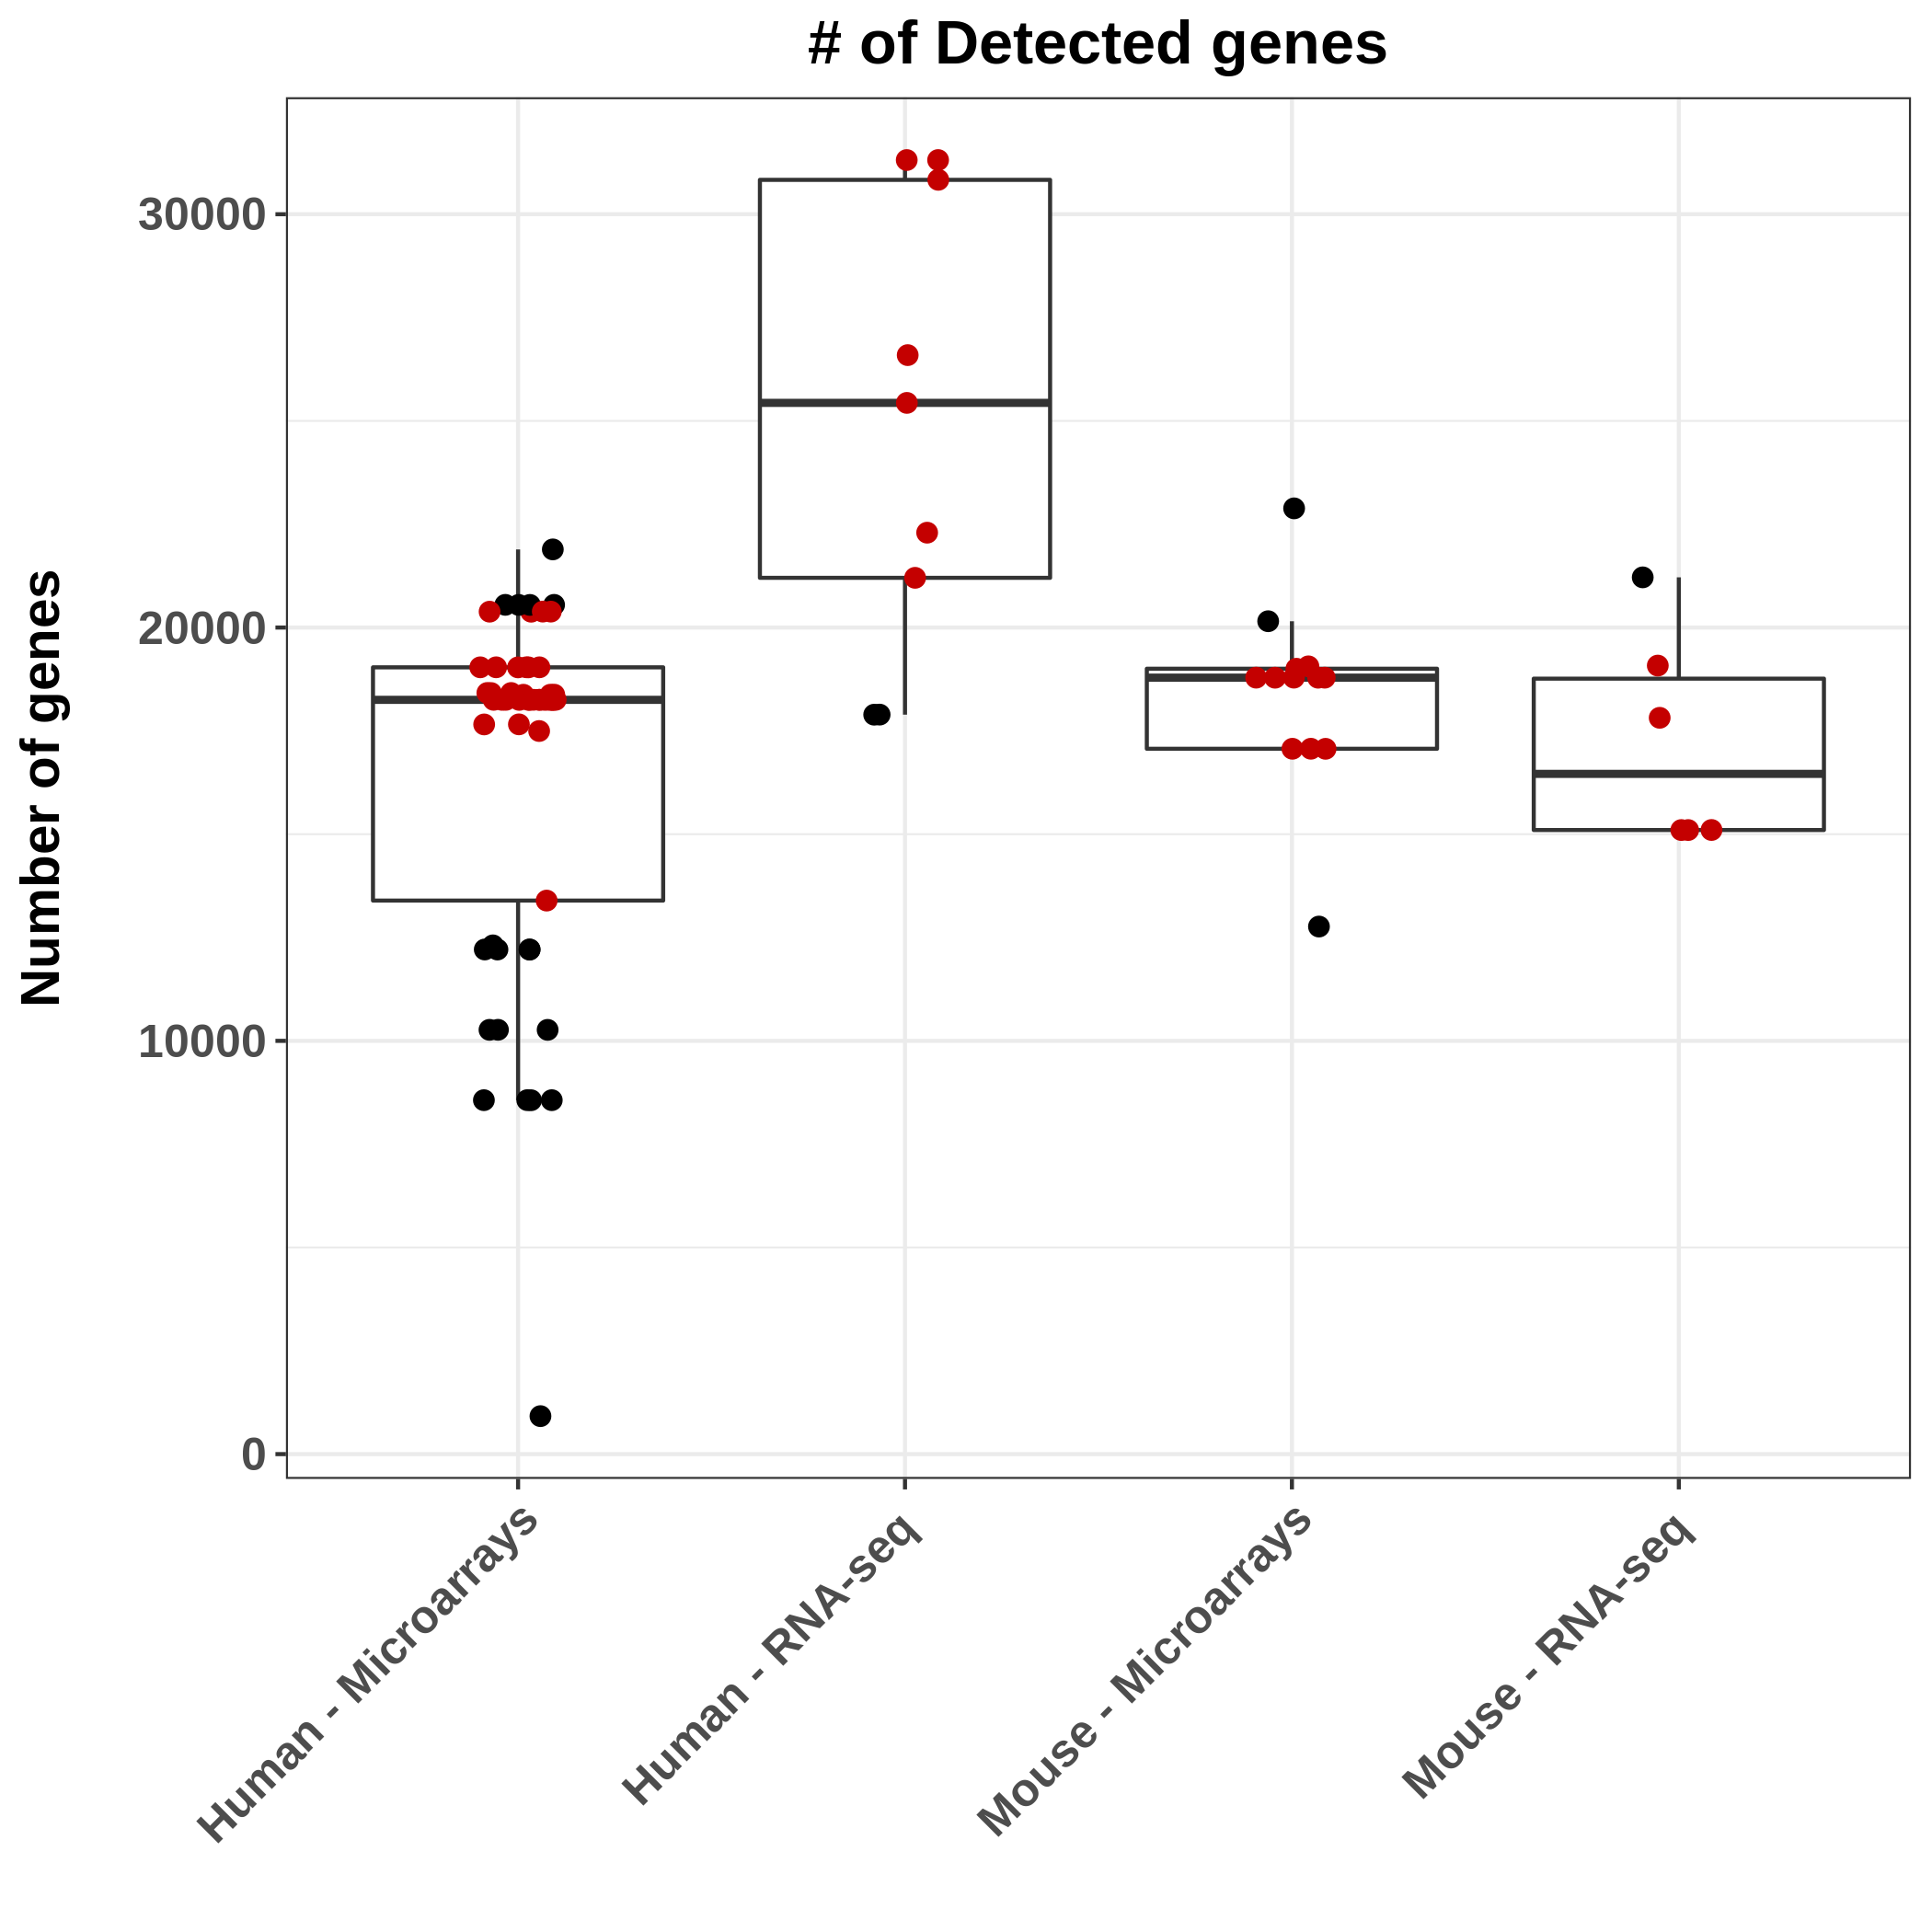 # of Detected genes
Number of genes
30000
20000
10000
0
Human - Microarrays
Human - RNA-seq
Mouse - Microarrays
Mouse - RNA-seq